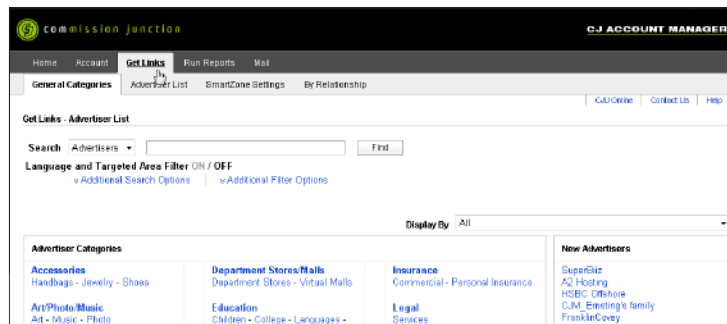 commission junction
CJ ACCOUNT MANAGER
Home Account Get Links Run Reports Mail
General Categories Advertiser List SmartZone Settings By Relationship
CJU Online | Contact Us | Help
Get Links - Advertiser List
Search Advertisers Find
Language and Targeted Area Filter ON / OFF
Additional Search Options | Additional Filter Options
Display By All
Advertiser Categories
Accessories
Handbags - Jewelry - Shoes
Department Stores/Malls
Department Stores - Virtual Malls
Insurance
Commercial - Personal Insurance
Art/Photo/Music
Art - Music - Photo
Education
Children - College - Languages -
Legal
Services
New Advertisers
SuperBiz
A2 Hosting
HSBC Offshore
CJM_Ernsting's family
FranklinCovey